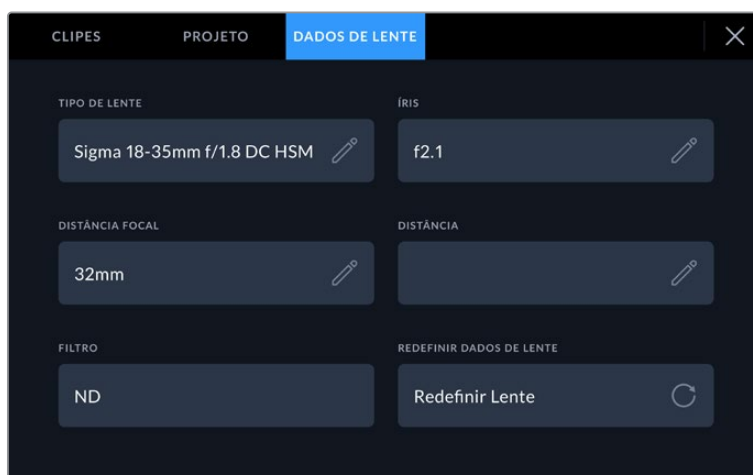 CLIPES PROJETO DADOS DE LENTE
TIPO DE LENTE ÍRIS
Sigma 18-35mm f/1.8 DC HSM f2.1
DISTÂNCIA FOCAL DISTÂNCIA
32mm
FILTRO REDEFINIR DADOS DE LENTE
ND Redefinir Lente